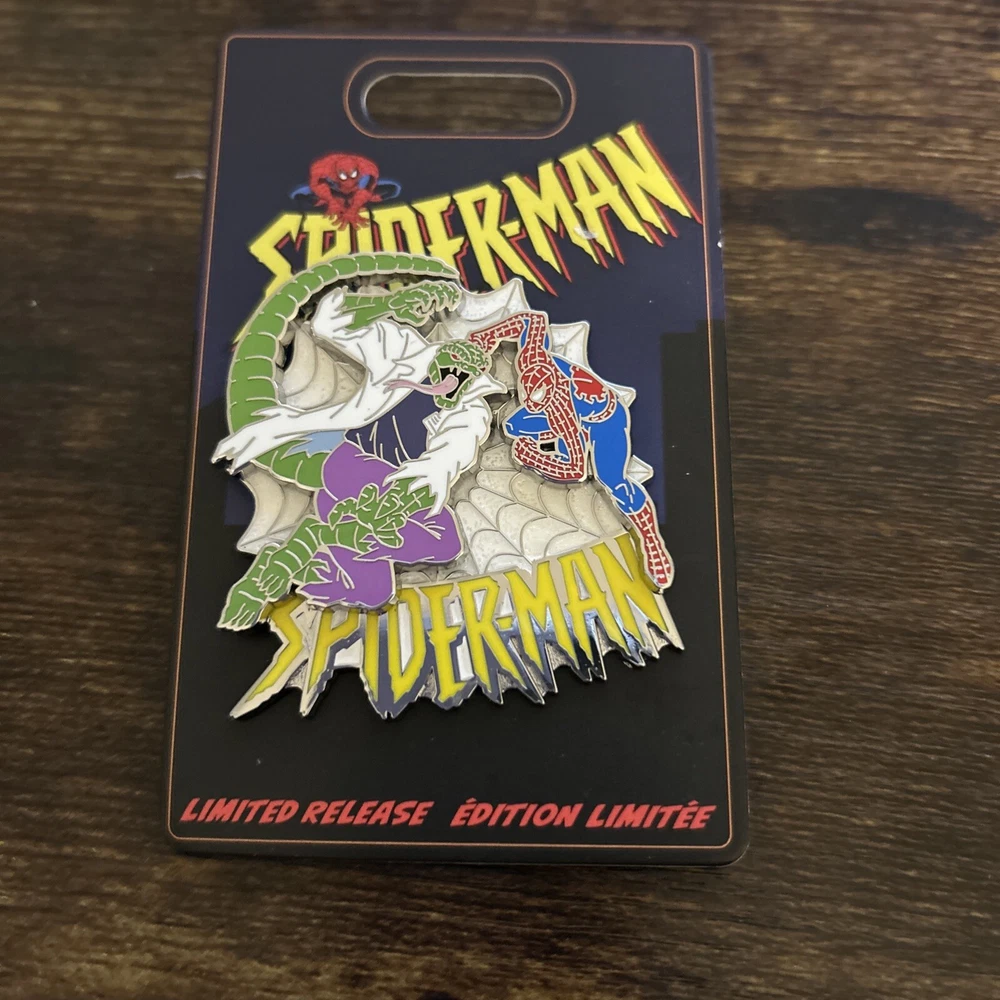 SPIDER-MAN
SPIDER-MAN
LIMITED RELEASE ÉDITION LIMITÉE